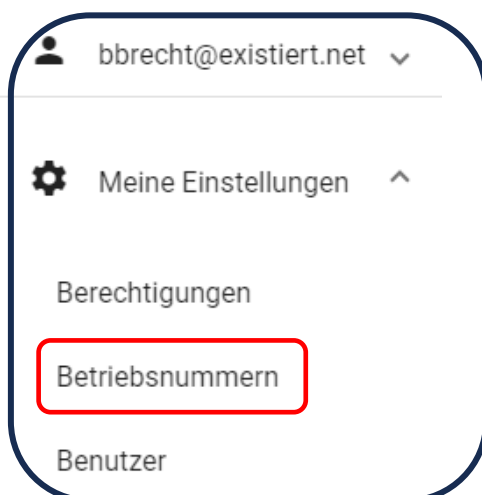 bbrecht@existiert.net
Meine Einstellungen
Berechtigungen
Betriebsnummern
Benutzer